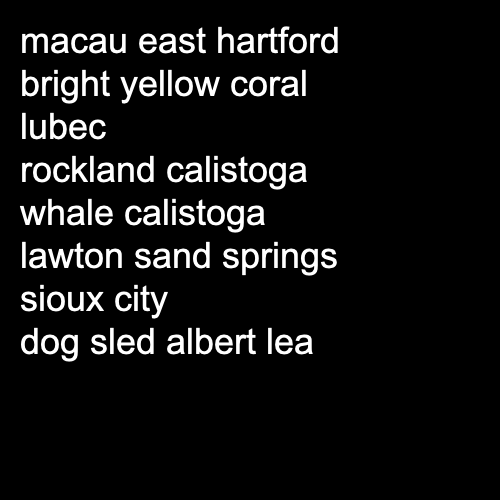 macau east hartford
bright yellow coral
lubec
rockland calistoga
whale calistoga
lawton sand springs
sioux city
dog sled albert lea